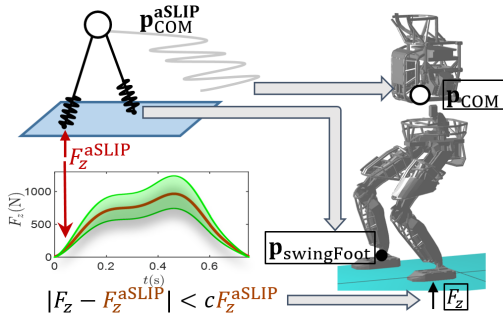 p_COM^aSLIP
p_COM
F_z^aSLIP
F_z(N)
1000
500
0
0 0.2 0.4 0.6
t(s)
p_swingFoot
|F_z − F_z^aSLIP| < cF_z^aSLIP
F_z